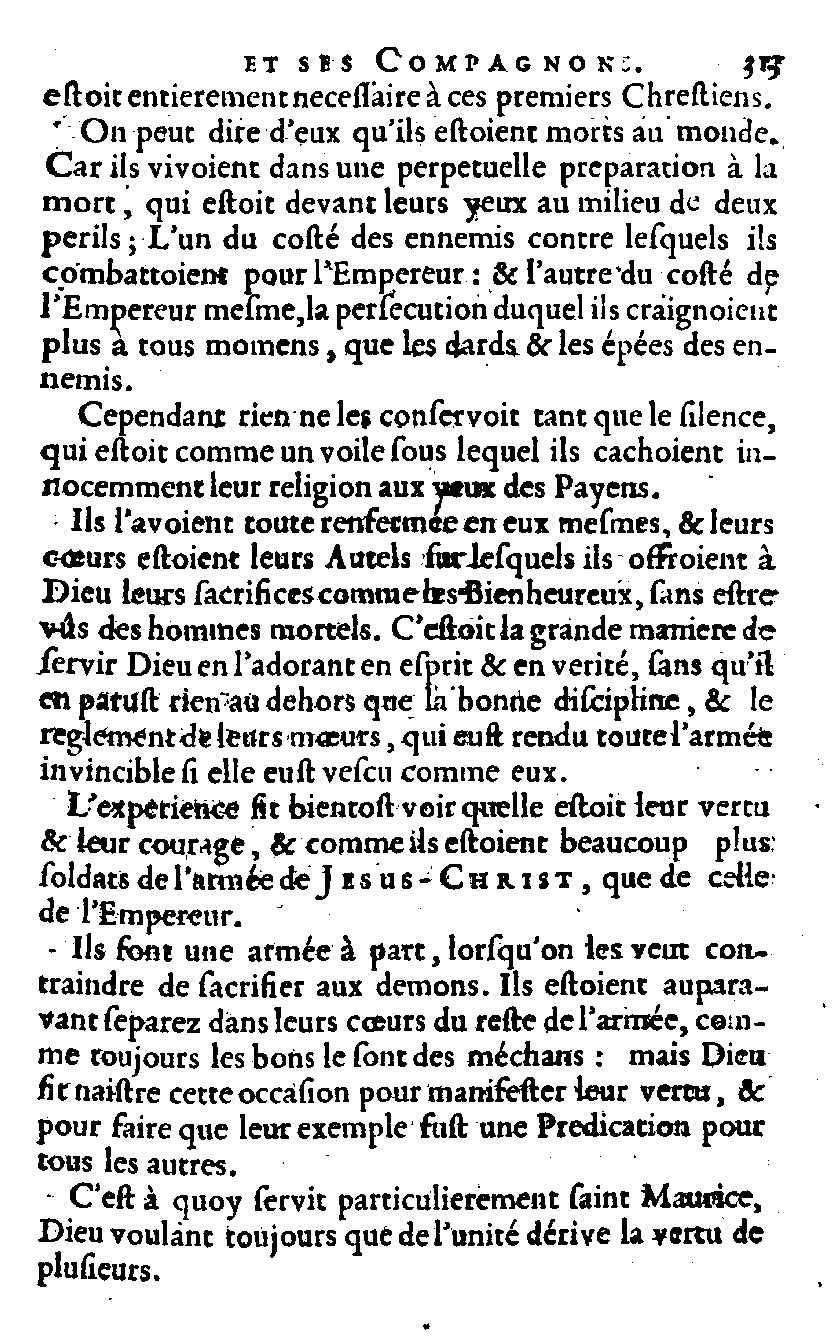 ET SES COMPAGNONS.
eſtoit entierement neceſſaire à ces premiers Chreſtiens.
On peut dire d'eux qu'ils eſtoient morts au monde.
Car ils vivoient dans une perpetuelle preparation à la
mort, qui eſtoit devant leurs yeux au milieu de deux
perils; L'un du coſté des ennemis contre leſquels ils
combattoient pour l'Empereur: & l'autre du coſté de
l'Empereur meſme, la perſecution duquel ils craignoient
plus à tous momens, que les dards & les épées des en-
nemis.
Cependant rien ne les conſervoit tant que le ſilence,
qui eſtoit comme un voile ſous lequel ils cachoient in-
nocemment leur religion aux yeux des Payens.
Ils l'avoient toute renfermée en eux meſmes, & leurs
cœurs eſtoient leurs Autels ſur leſquels ils offroient à
Dieu leurs ſacrifices comme les Bienheureux, ſans eſtre
vûs des hommes mortels. C'eſtoit la grande maniere de
ſervir Dieu en l'adorant en eſprit & en verité, ſans qu'il
en paruſt rien au dehors que la bonne diſcipline, & le
reglement de leurs mœurs, qui euſt rendu toute l'armée
invincible ſi elle euſt veſcu comme eux.
L'experience fit bientoſt voir quelle eſtoit leur vertu
& leur courage, & comme ils eſtoient beaucoup plus
ſoldats de l'armée de JESUS-CHRIST, que de celle
de l'Empereur.
Ils font une armée à part, lorſqu'on les veut con-
traindre de ſacrifier aux demons. Ils eſtoient aupara-
vant ſeparez dans leurs cœurs du reſte de l'armée, com-
me toujours les bons le ſont des méchans: mais Dieu
fit naiſtre cette occaſion pour manifeſter leur vertu, &
pour faire que leur exemple fuſt une Predication pour
tous les autres.
C'eſt à quoy ſervit particulierement ſaint Maurice,
Dieu voulant toujours que de l'unité dérive la vertu de
pluſieurs.